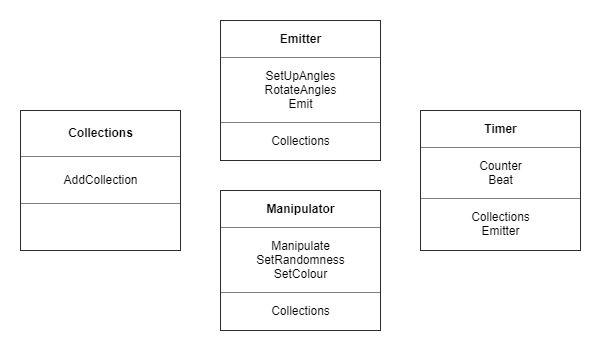 Collections
AddCollection
Emitter
SetUpAngles
RotateAngles
Emit
Collections
Manipulator
Manipulate
SetRandomness
SetColour
Collections
Timer
Counter
Beat
Collections
Emitter